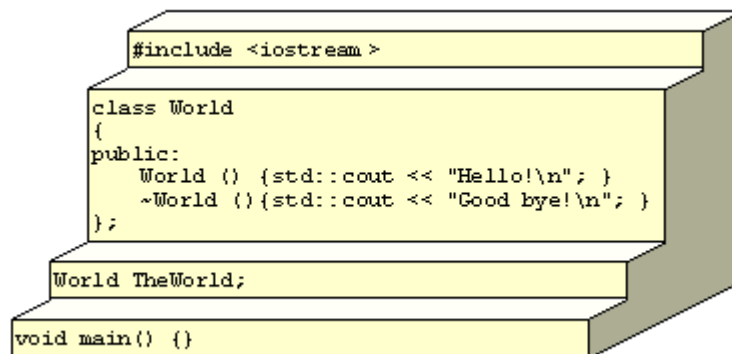 #include <iostream>
class World
{
public:
    World () {std::cout << "Hello!\n"; }
    ~World (){std::cout << "Good bye!\n"; }
};
World TheWorld;
void main() {}